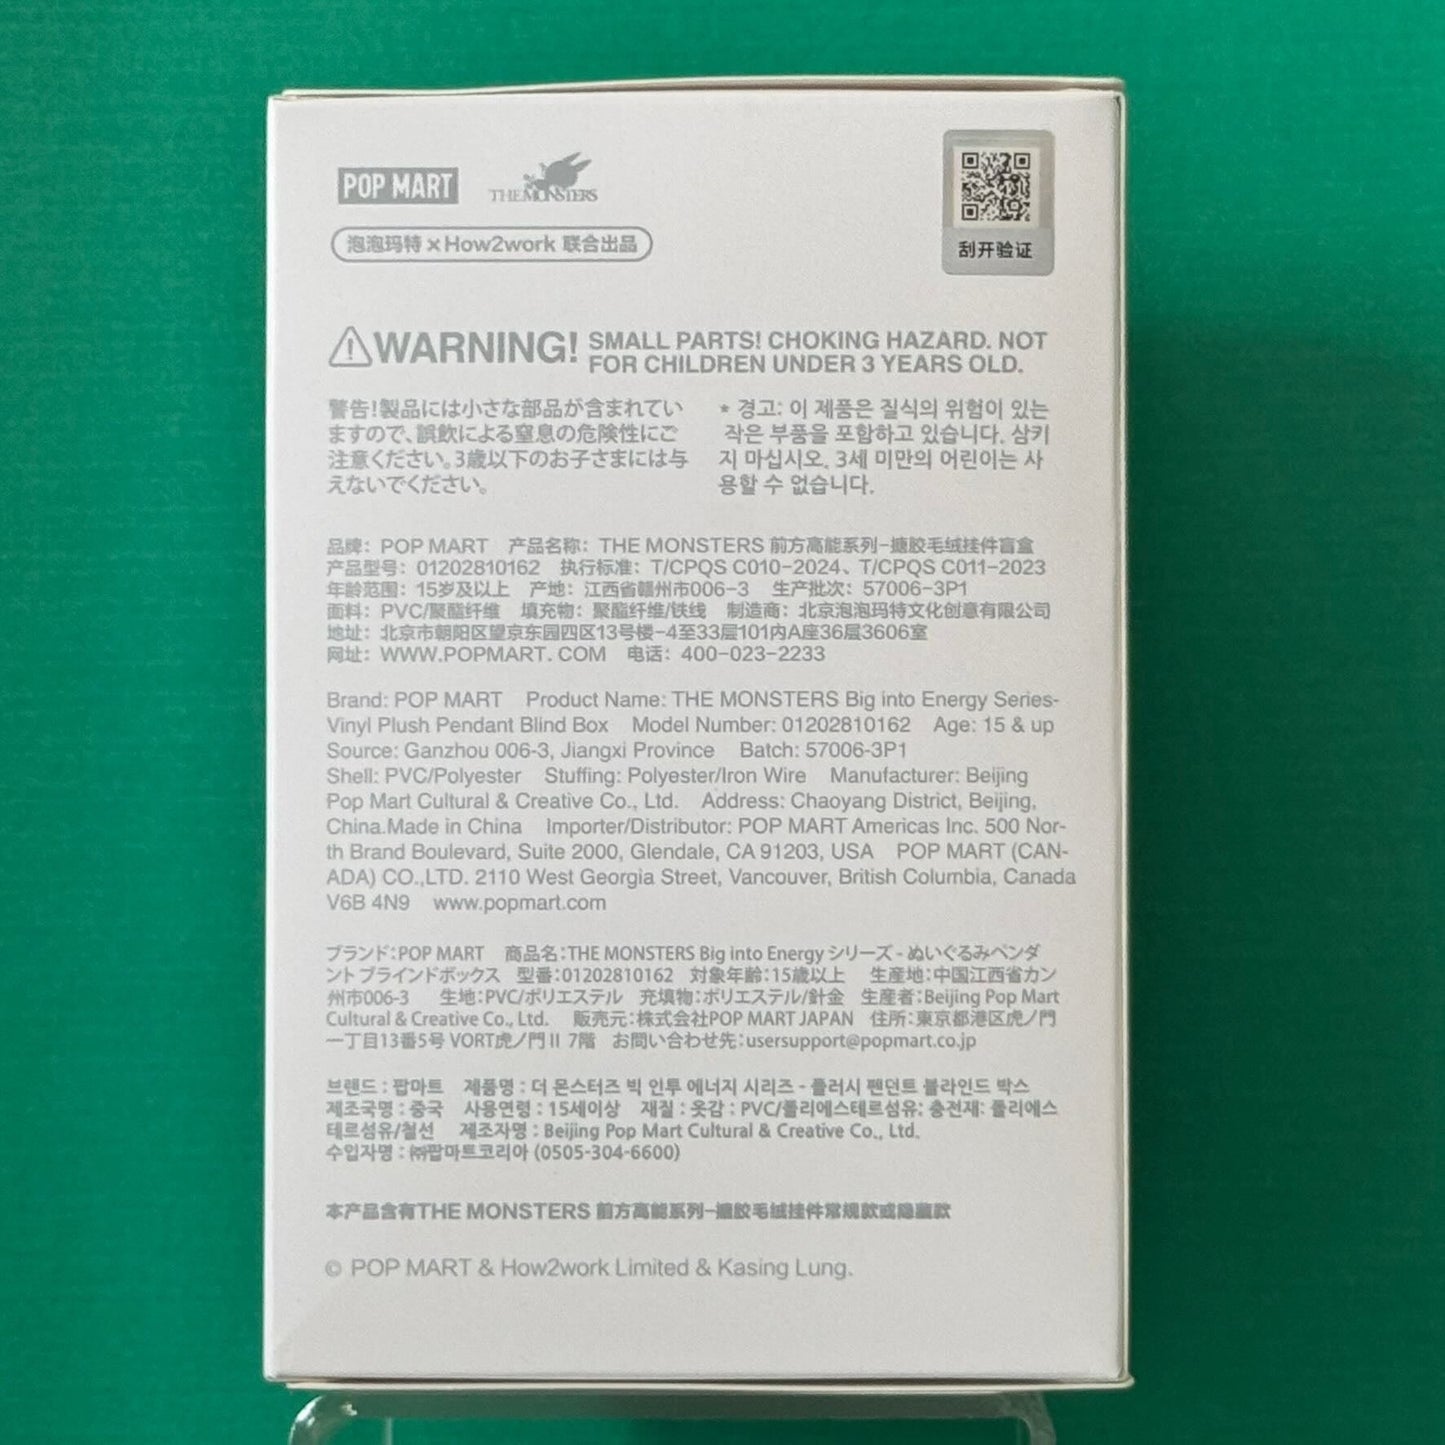 POP MART THE MONSTERS
泡泡玛特 × How2work 联合出品
刮开验证
WARNING! SMALL PARTS! CHOKING HAZARD. NOT
FOR CHILDREN UNDER 3 YEARS OLD.
警告!製品には小さな部品が含まれてい
ますので、誤飲による窒息の危険性にご
注意ください。3歳以下のお子さまには与
えないでください。
* 경고: 이 제품은 질식의 위험이 있는
작은 부품을 포함하고 있습니다. 삼키
지 마십시오. 3세 미만의 어린이는 사
용할 수 없습니다.
品牌: POP MART 产品名称: THE MONSTERS 前方高能系列-搪胶毛绒挂件盲盒
产品型号: 01202810162 执行标准: T/CPQS C010-2024、T/CPQS C011-2023
年龄范围: 15岁及以上 产地: 江西省赣州市006-3 生产批次: 57006-3P1
面料: PVC/聚酯纤维 填充物: 聚酯纤维/铁线 制造商: 北京泡泡玛特文化创意有限公司
地址: 北京市朝阳区望京东园四区13号楼-4至33层101内A座36层3606室
网址: WWW.POPMART.COM 电话: 400-023-2233
Brand: POP MART Product Name: THE MONSTERS Big into Energy Series-
Vinyl Plush Pendant Blind Box Model Number: 01202810162 Age: 15 & up
Source: Ganzhou 006-3, Jiangxi Province Batch: 57006-3P1
Shell: PVC/Polyester Stuffing: Polyester/Iron Wire Manufacturer: Beijing
Pop Mart Cultural & Creative Co., Ltd. Address: Chaoyang District, Beijing,
China.Made in China Importer/Distributor: POP MART Americas Inc. 500 Nor-
th Brand Boulevard, Suite 2000, Glendale, CA 91203, USA POP MART (CAN-
ADA) CO.,LTD. 2110 West Georgia Street, Vancouver, British Columbia, Canada
V6B 4N9 www.popmart.com
ブランド:POP MART 商品名:THE MONSTERS Big into Energy シリーズ - ぬいぐるみペンダ
ント ブラインドボックス 型番:01202810162 対象年齢:15歳以上 生産地:中国江西省カン
州市006-3 生地:PVC/ポリエステル 充填物:ポリエステル/針金 生産者:Beijing Pop Mart
Cultural & Creative Co., Ltd. 販売元:株式会社POP MART JAPAN 住所:東京都港区虎ノ門
一丁目13番5号 VORT虎ノ門II 7階 お問い合わせ先:usersupport@popmart.co.jp
브랜드 : 팝마트 제품명 : 더 몬스터즈 빅 인투 에너지 시리즈 - 플러시 펜던트 블라인드 박스
제조국명 : 중국 사용연령 : 15세이상 재질 : 옷감 : PVC/폴리에스테르섬유: 충전재: 폴리에스
테르섬유/철선 제조자명 : Beijing Pop Mart Cultural & Creative Co., Ltd.
수입자명 : ㈜팝마트코리아 (0505-304-6600)
本产品含有THE MONSTERS 前方高能系列-搪胶毛绒挂件常规款或隐藏款
© POP MART & How2work Limited & Kasing Lung.